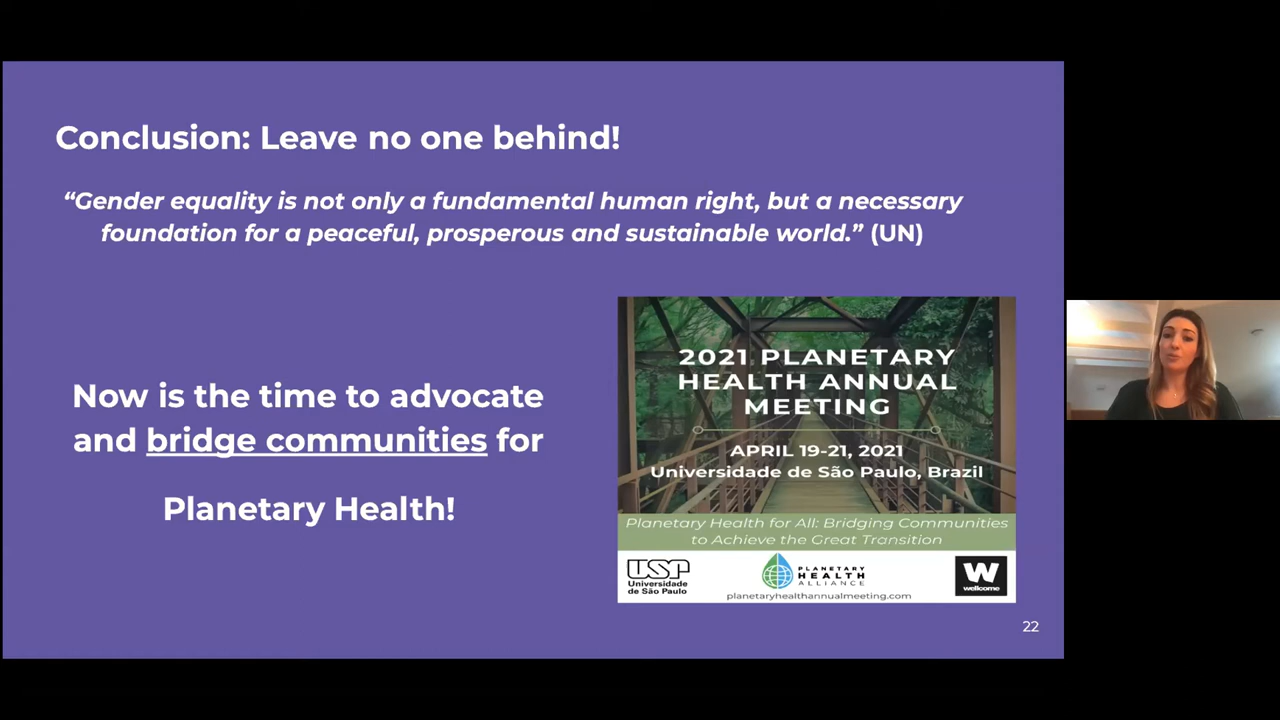 Conclusion: Leave no one behind!
“Gender equality is not only a fundamental human right, but a necessary
foundation for a peaceful, prosperous and sustainable world.” (UN)
Now is the time to advocate
and bridge communities for
Planetary Health!
2021 PLANETARY
HEALTH ANNUAL
MEETING
APRIL 19-21, 2021
Universidade de São Paulo, Brazil
Planetary Health for All: Bridging Communities
to Achieve the Great Transition
USP
Universidade
de São Paulo
PLANETARY
HEALTH
ALLIANCE
W
wellcome
planetaryhealthannualmeeting.com
22